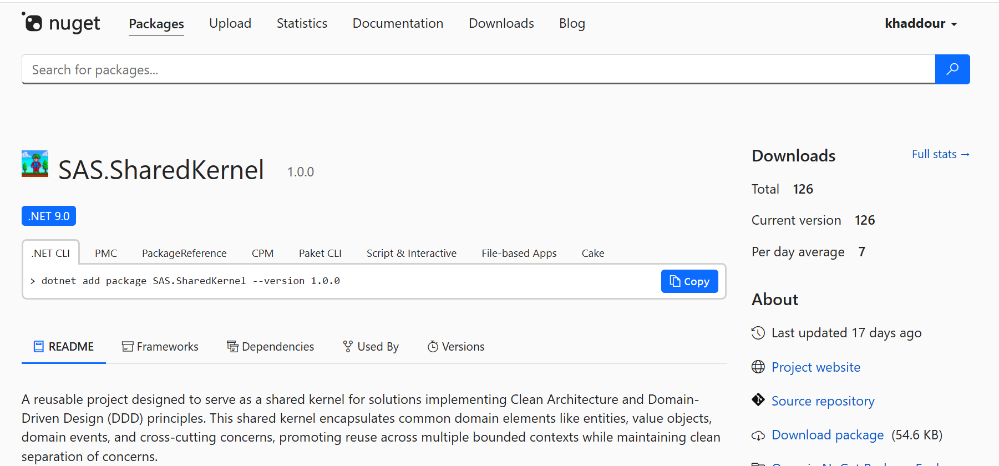 nuget
Packages
Upload
Statistics
Documentation
Downloads
Blog
khaddour
Search for packages...
SAS.SharedKernel 1.0.0
.NET 9.0
.NET CLI
PMC
PackageReference
CPM
Paket CLI
Script & Interactive
File-based Apps
Cake
> dotnet add package SAS.SharedKernel --version 1.0.0
Copy
README
Frameworks
Dependencies
Used By
Versions
A reusable project designed to serve as a shared kernel for solutions implementing Clean Architecture and Domain-
Driven Design (DDD) principles. This shared kernel encapsulates common domain elements like entities, value objects,
domain events, and cross-cutting concerns, promoting reuse across multiple bounded contexts while maintaining clean
separation of concerns.
Downloads
Full stats →
Total 126
Current version 126
Per day average 7
About
Last updated 17 days ago
Project website
Source repository
Download package (54.6 KB)